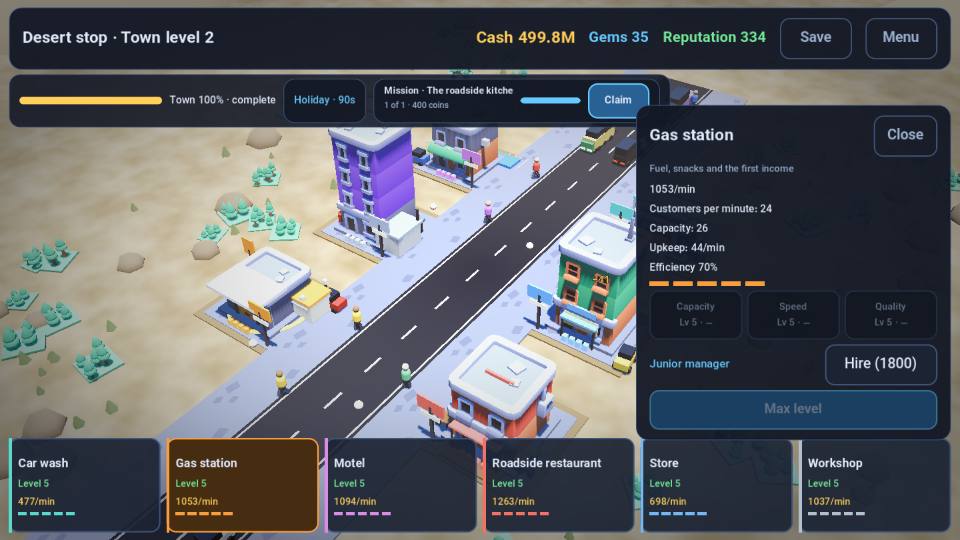 Desert stop · Town level 2
Cash 499.8M
Gems 35
Reputation 334
Save
Menu
Town 100% · complete
Holiday · 90s
Mission · The roadside kitche
1 of 1 · 400 coins
Claim
Gas station
Close
Fuel, snacks and the first income
1053/min
Customers per minute: 24
Capacity: 26
Upkeep: 44/min
Efficiency 70%
Capacity
Lv 5 · –
Speed
Lv 5 · –
Quality
Lv 5 · –
Junior manager
Hire (1800)
Max level
Car wash
Level 5
477/min
Gas station
Level 5
1053/min
Motel
Level 5
1094/min
Roadside restaurant
Level 5
1263/min
Store
Level 5
698/min
Workshop
Level 5
1037/min